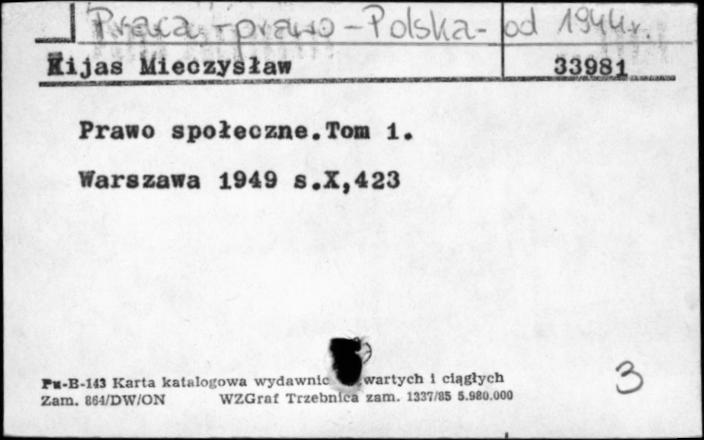 Praca - prawo - Polska - od 1944 r.
Kijas Mieczysław 33981
Prawo społeczne.Tom 1.
Warszawa 1949 s.X,423
Pu-B-143 Karta katalogowa wydawnic wartych i ciągłych
Zam. 864/DW/ON WZGraf Trzebnica zam. 1337/85 5.980.000
3